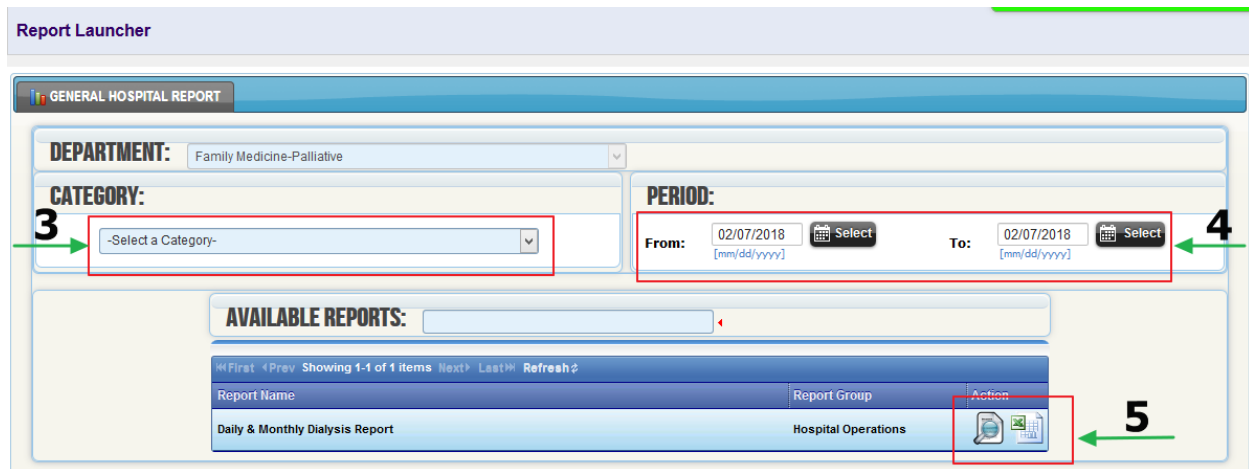 Report Launcher
GENERAL HOSPITAL REPORT
DEPARTMENT: Family Medicine-Palliative
CATEGORY:
3
-Select a Category-
PERIOD:
From: 02/07/2018 Select To: 02/07/2018 Select
[mm/dd/yyyy] [mm/dd/yyyy]
4
AVAILABLE REPORTS:
First Prev Showing 1-1 of 1 items Next Last Refresh
Report Name Report Group Action
Daily & Monthly Dialysis Report Hospital Operations
5